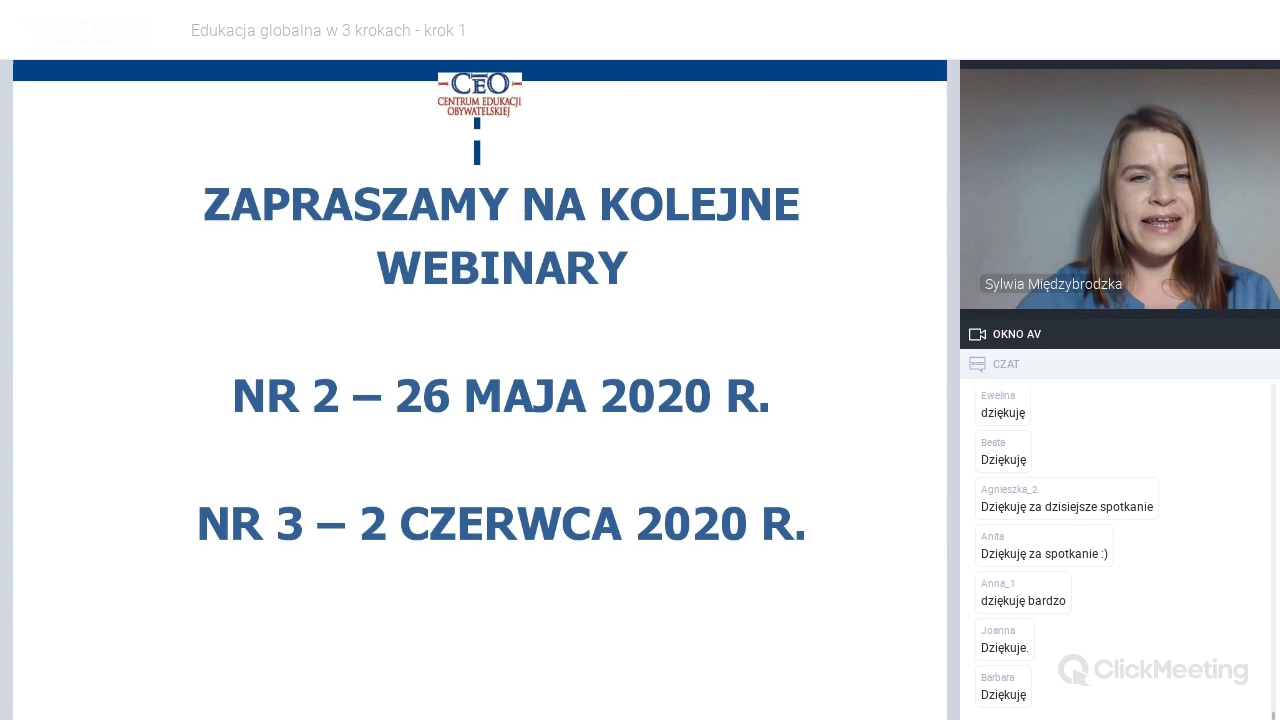 Edukacja globalna w 3 krokach - krok 1
CEO
CENTRUM EDUKACJI
OBYWATELSKIEJ
ZAPRASZAMY NA KOLEJNE
WEBINARY
NR 2 – 26 MAJA 2020 R.
NR 3 – 2 CZERWCA 2020 R.
Sylwia Międzybrodzka
OKNO AV
CZAT
Ewelina
dziękuję
Beata
Dziękuję
Agnieszka_2
Dziękuję za dzisiejsze spotkanie
Anita
Dziękuję za spotkanie :)
Anna_1
dziękuję bardzo
Joanna
Dziękuje.
Barbara
Dziękuję
ClickMeeting